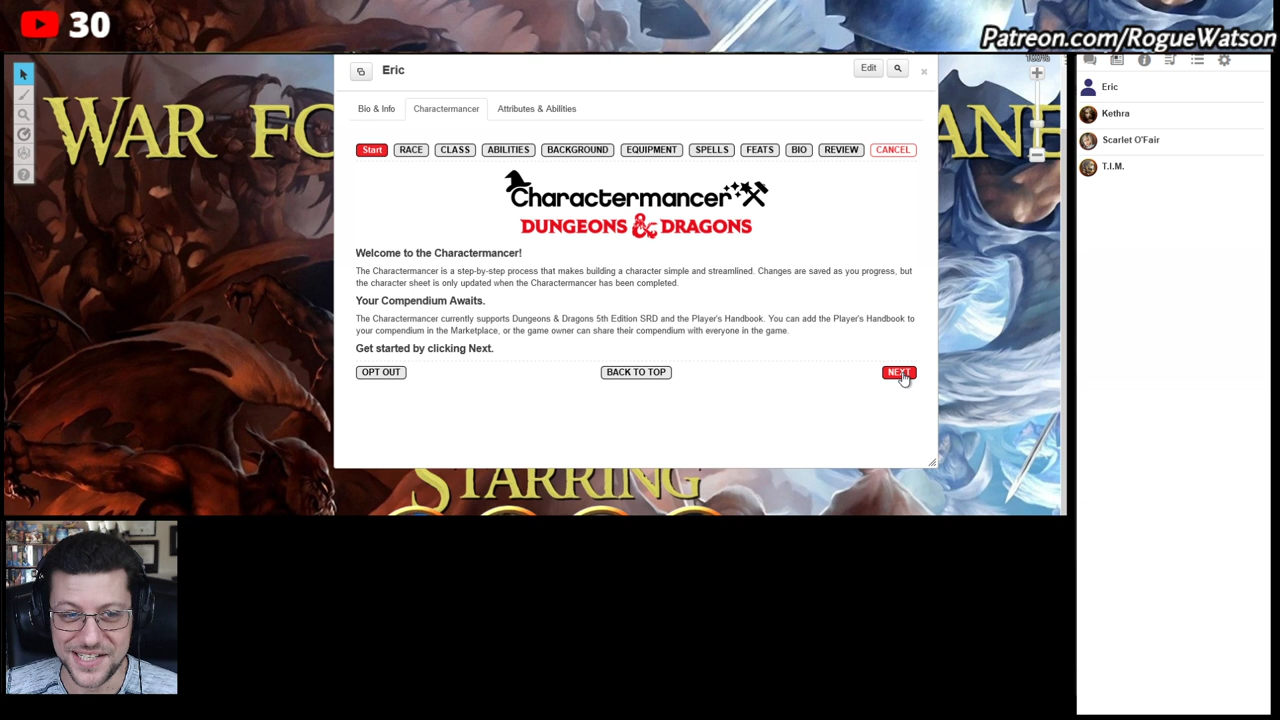 30
Patreon.com/RogueWatson
WAR FO
ANE
Eric
Edit
100%
Bio & Info
Charactermancer
Attributes & Abilities
Start
RACE
CLASS
ABILITIES
BACKGROUND
EQUIPMENT
SPELLS
FEATS
BIO
REVIEW
CANCEL
Charactermancer
DUNGEONS & DRAGONS
Welcome to the Charactermancer!
The Charactermancer is a step-by-step process that makes building a character simple and streamlined. Changes are saved as you progress, but
the character sheet is only updated when the Charactermancer has been completed.
Your Compendium Awaits.
The Charactermancer currently supports Dungeons & Dragons 5th Edition SRD and the Player's Handbook. You can add the Player's Handbook to
your compendium in the Marketplace, or the game owner can share their compendium with everyone in the game.
Get started by clicking Next.
OPT OUT
BACK TO TOP
NEXT
STARRING
Eric
Kethra
Scarlet O'Fair
T.I.M.